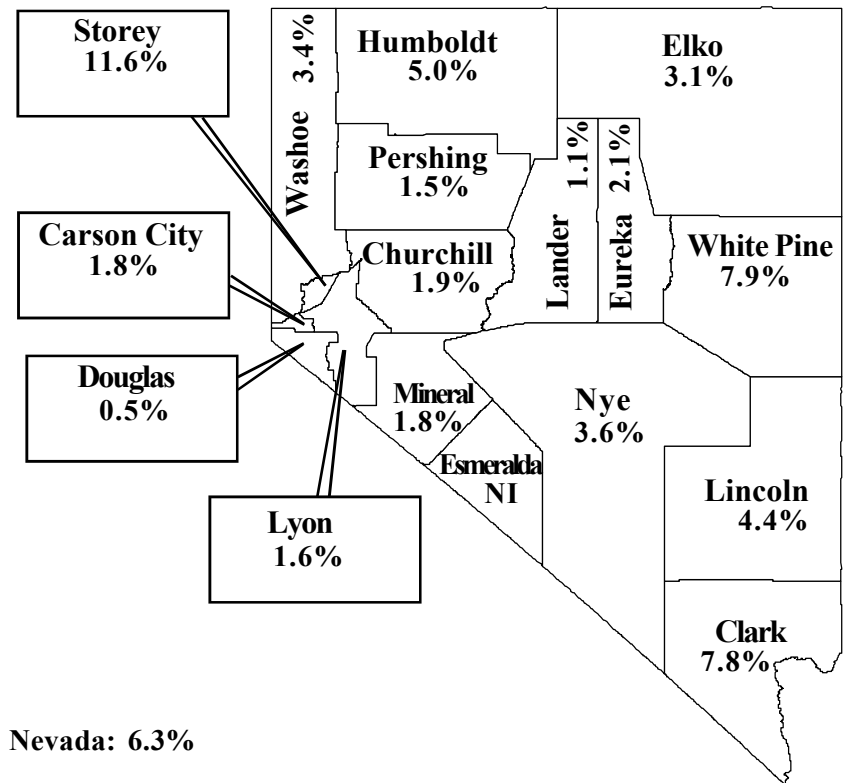 Storey
11.6%
Washoe 3.4%
Humboldt
5.0%
Elko
3.1%
Pershing
1.5%
Lander 1.1%
Eureka 2.1%
Carson City
1.8%
Churchill
1.9%
White Pine
7.9%
Douglas
0.5%
Mineral
1.8%
Nye
3.6%
Esmeralda
NI
Lincoln
4.4%
Lyon
1.6%
Clark
7.8%
Nevada: 6.3%